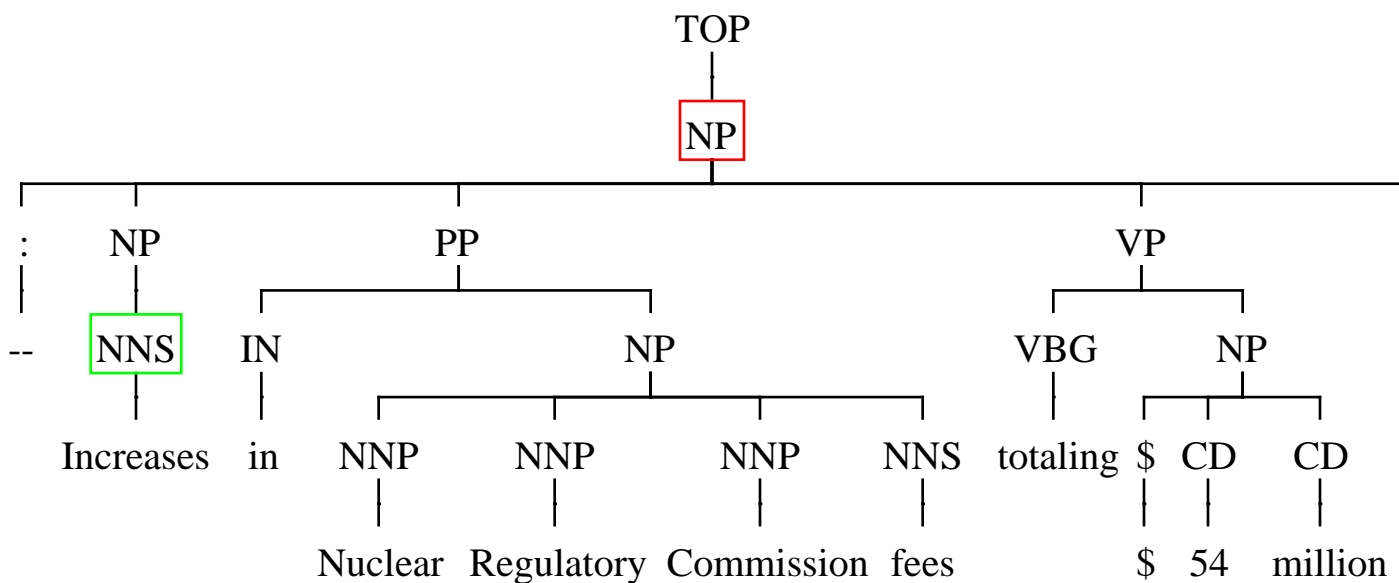 TOP
NP
: NP PP VP
-- NNS IN NP VBG NP
Increases in NNP NNP NNP NNS totaling $ CD CD
Nuclear Regulatory Commission fees $ 54 million